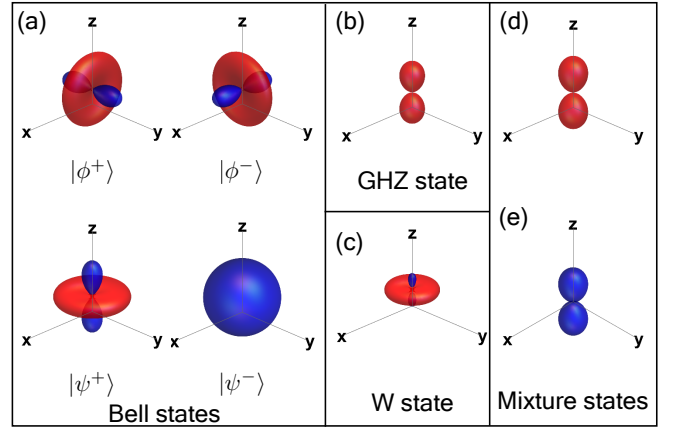 (a)
z
x
y
|ϕ⁺⟩
z
x
y
|ϕ⁻⟩
z
x
y
|ψ⁺⟩
z
x
y
|ψ⁻⟩
Bell states
(b)
z
x
y
GHZ state
(c)
z
x
y
W state
(d)
z
x
y
(e)
z
x
y
Mixture states